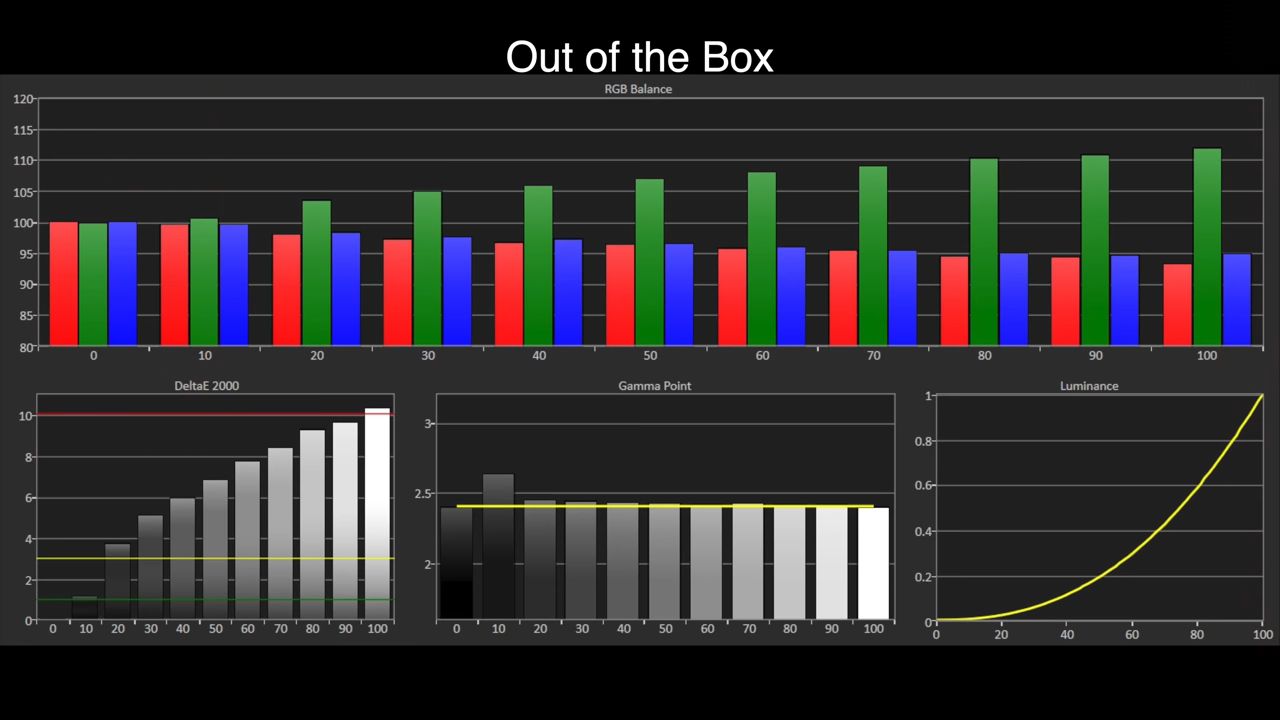 Out of the Box
RGB Balance
120
115
110
105
100
95
90
85
80
0 10 20 30 40 50 60 70 80 90 100
DeltaE 2000
10
8
6
4
2
0
0 10 20 30 40 50 60 70 80 90 100
Gamma Point
3
2.5
2
0 10 20 30 40 50 60 70 80 90 100
Luminance
1
0.8
0.6
0.4
0.2
0
0 20 40 60 80 100